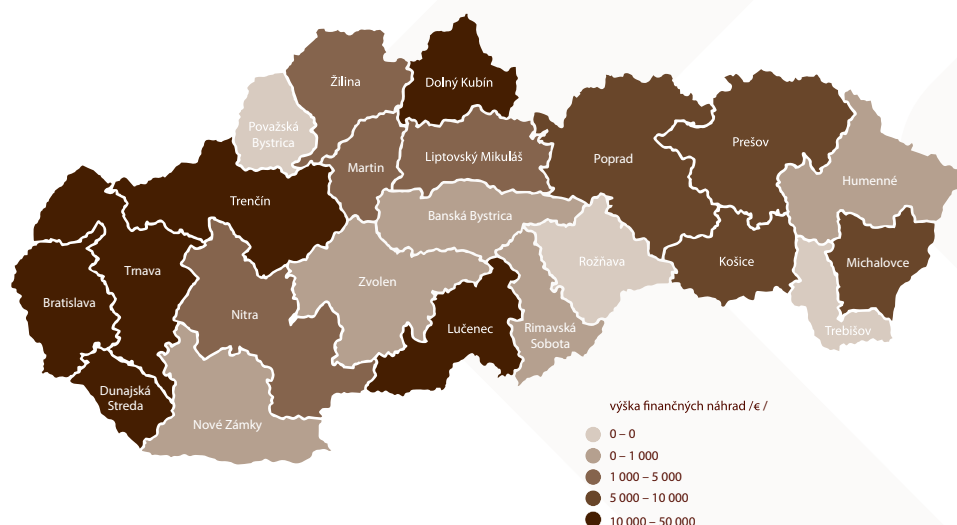 Žilina
Dolný Kubín
Považská
Bystrica
Martin
Liptovský Mikuláš
Poprad
Prešov
Humenné
Trenčín
Banská Bystrica
Rožňava
Košice
Michalovce
Bratislava
Trnava
Zvolen
Nitra
Lučenec
Rimavská
Sobota
Trebišov
Dunajská
Streda
Nové Zámky
výška finančných náhrad /€ /
0 – 0
0 – 1 000
1 000 – 5 000
5 000 – 10 000
10 000 – 50 000